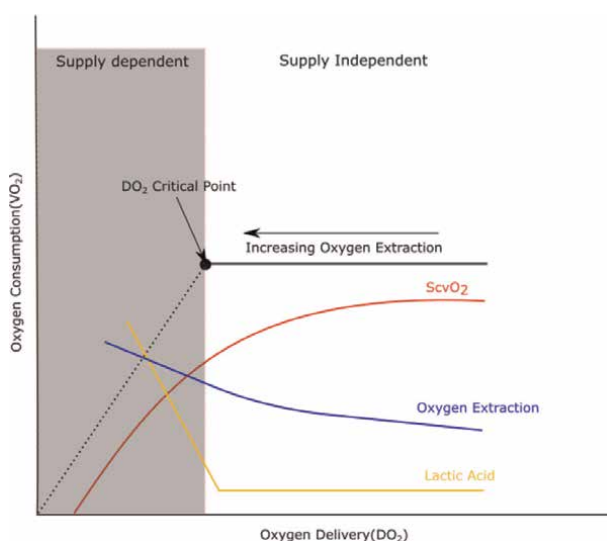 Supply dependent
Supply Independent
DO₂ Critical Point
Increasing Oxygen Extraction
ScvO₂
Oxygen Extraction
Lactic Acid
Oxygen Consumption(VO₂)
Oxygen Delivery(DO₂)